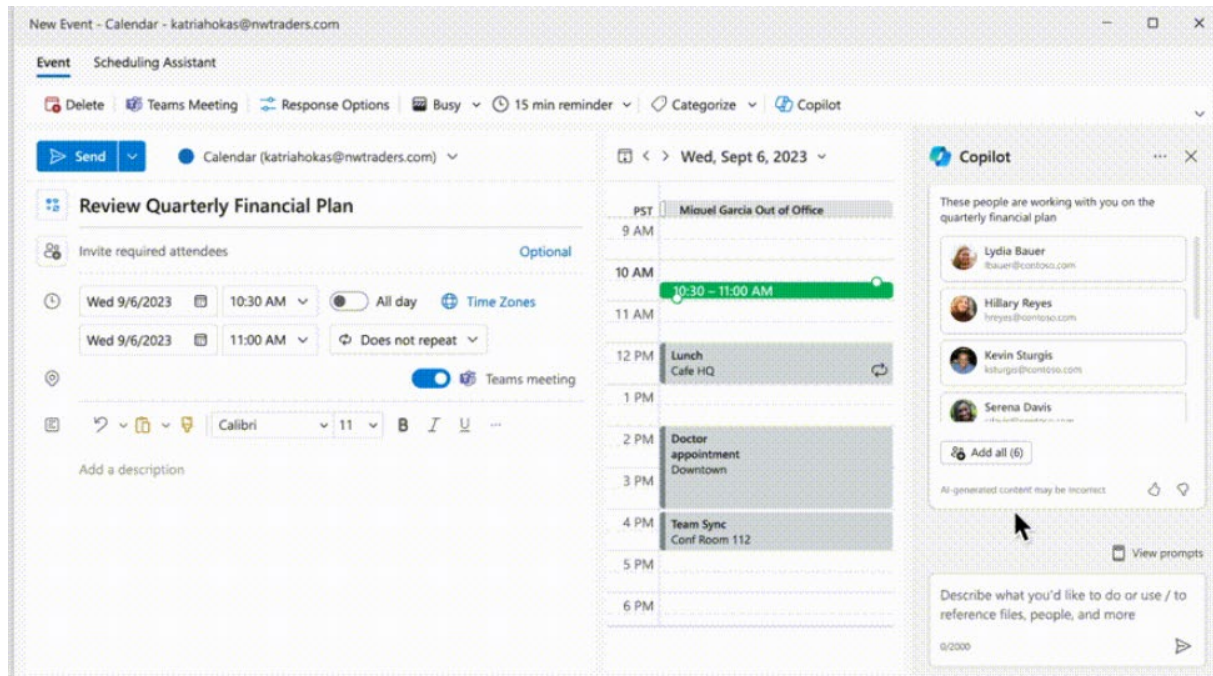 New Event - Calendar - katriahokas@nwtraders.com
Event Scheduling Assistant
Delete Teams Meeting Response Options Busy 15 min reminder Categorize Copilot
Send Calendar (katriahokas@nwtraders.com)
Review Quarterly Financial Plan
Invite required attendees Optional
Wed 9/6/2023 10:30 AM All day Time Zones
Wed 9/6/2023 11:00 AM Does not repeat
Teams meeting
Calibri 11 B I U ...
Add a description
Wed, Sept 6, 2023
PST Miguel Garcia Out of Office
9 AM
10 AM
10:30 – 11:00 AM
11 AM
12 PM Lunch
Cafe HQ
1 PM
2 PM Doctor
appointment
Downtown
3 PM
4 PM Team Sync
Conf Room 112
5 PM
6 PM
Copilot ...
These people are working with you on the
quarterly financial plan
Lydia Bauer
lbauer@contoso.com
Hillary Reyes
hreyes@contoso.com
Kevin Sturgis
ksturgis@contoso.com
Serena Davis
Add all (6)
AI-generated content may be incorrect
View prompts
Describe what you'd like to do or use / to
reference files, people, and more
0/2000